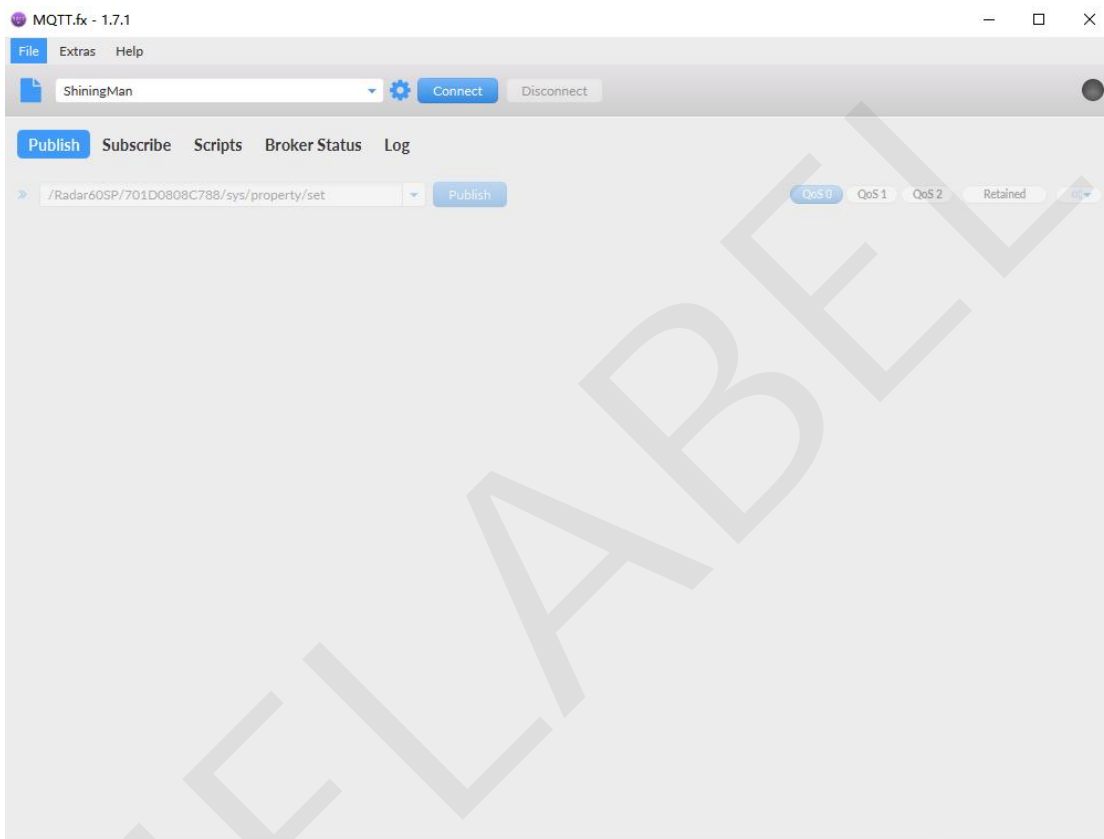 MQTT.fx - 1.7.1
File Extras Help
ShiningMan Connect Disconnect
Publish Subscribe Scripts Broker Status Log
/Radar60SP/701D0808C788/sys/property/set Publish QoS 0 QoS 1 QoS 2 Retained
ELABEL